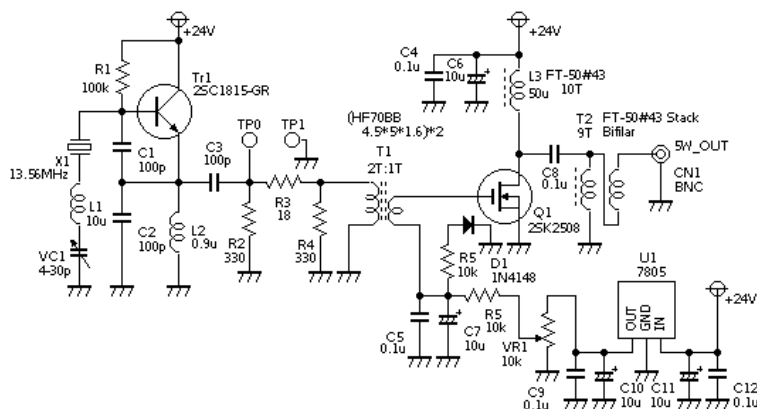 +24V
R1
100k
Tr1
2SC1815-GR
X1
13.56MHz
L1
10u
VC1
4-30p
C1
100p
C2
100p
C3
100p
L2
0.9u
TP0
TP1
R3
18
R2
330
R4
330
(HF70BB
4.5*5*1.6)*2
T1
2T:1T
+24V
C4
0.1u
C6
10u
L3
50u
FT-50#43
10T
T2
9T
FT-50#43 Stack
Bifilar
C8
0.1u
5W_OUT
CN1
BNC
Q1
2SK2508
R5
10k
D1
1N4148
C5
0.1u
C7
10u
R5
10k
VR1
10k
U1
7805
OUT
GND
IN
+24V
C9
0.1u
C10
10u
C11
10u
C12
0.1u